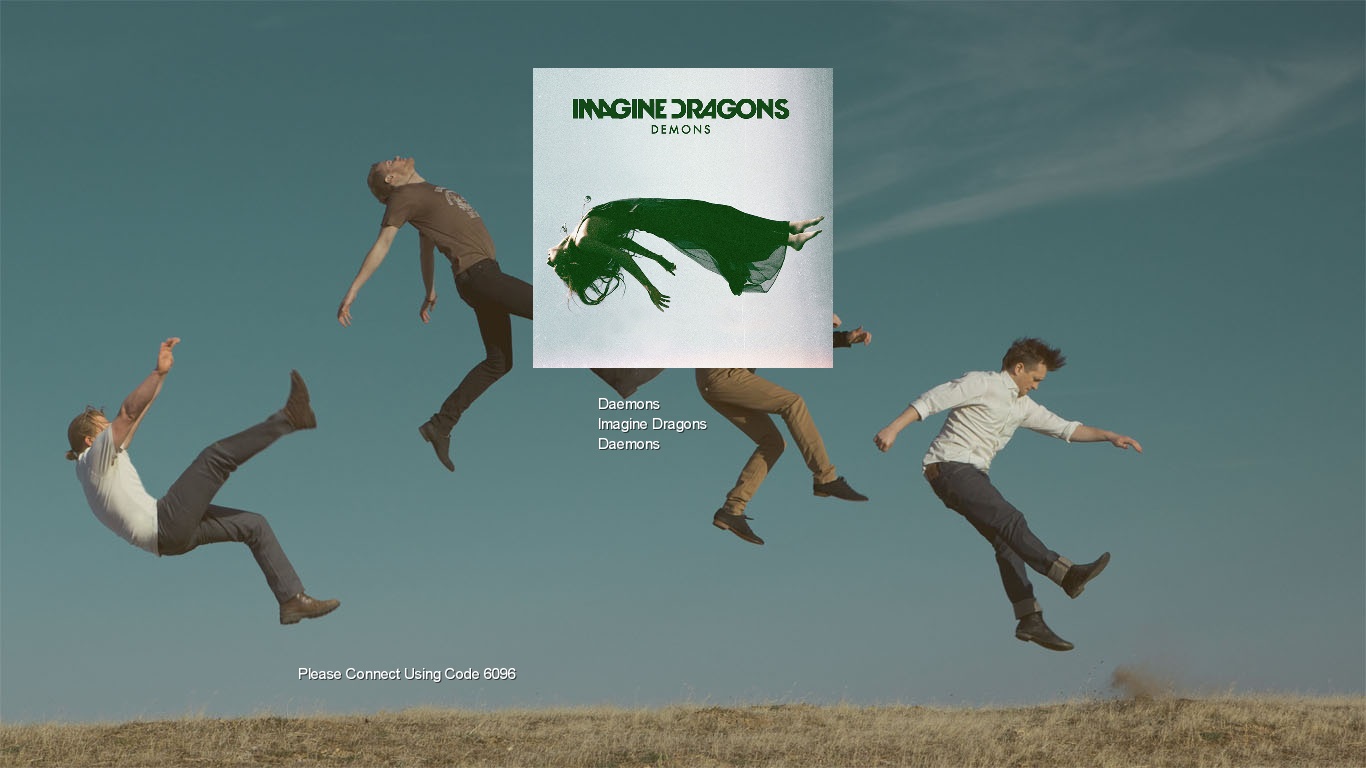 IMAGINE DRAGONS
DEMONS
Daemons
Imagine Dragons
Daemons
Please Connect Using Code 6096